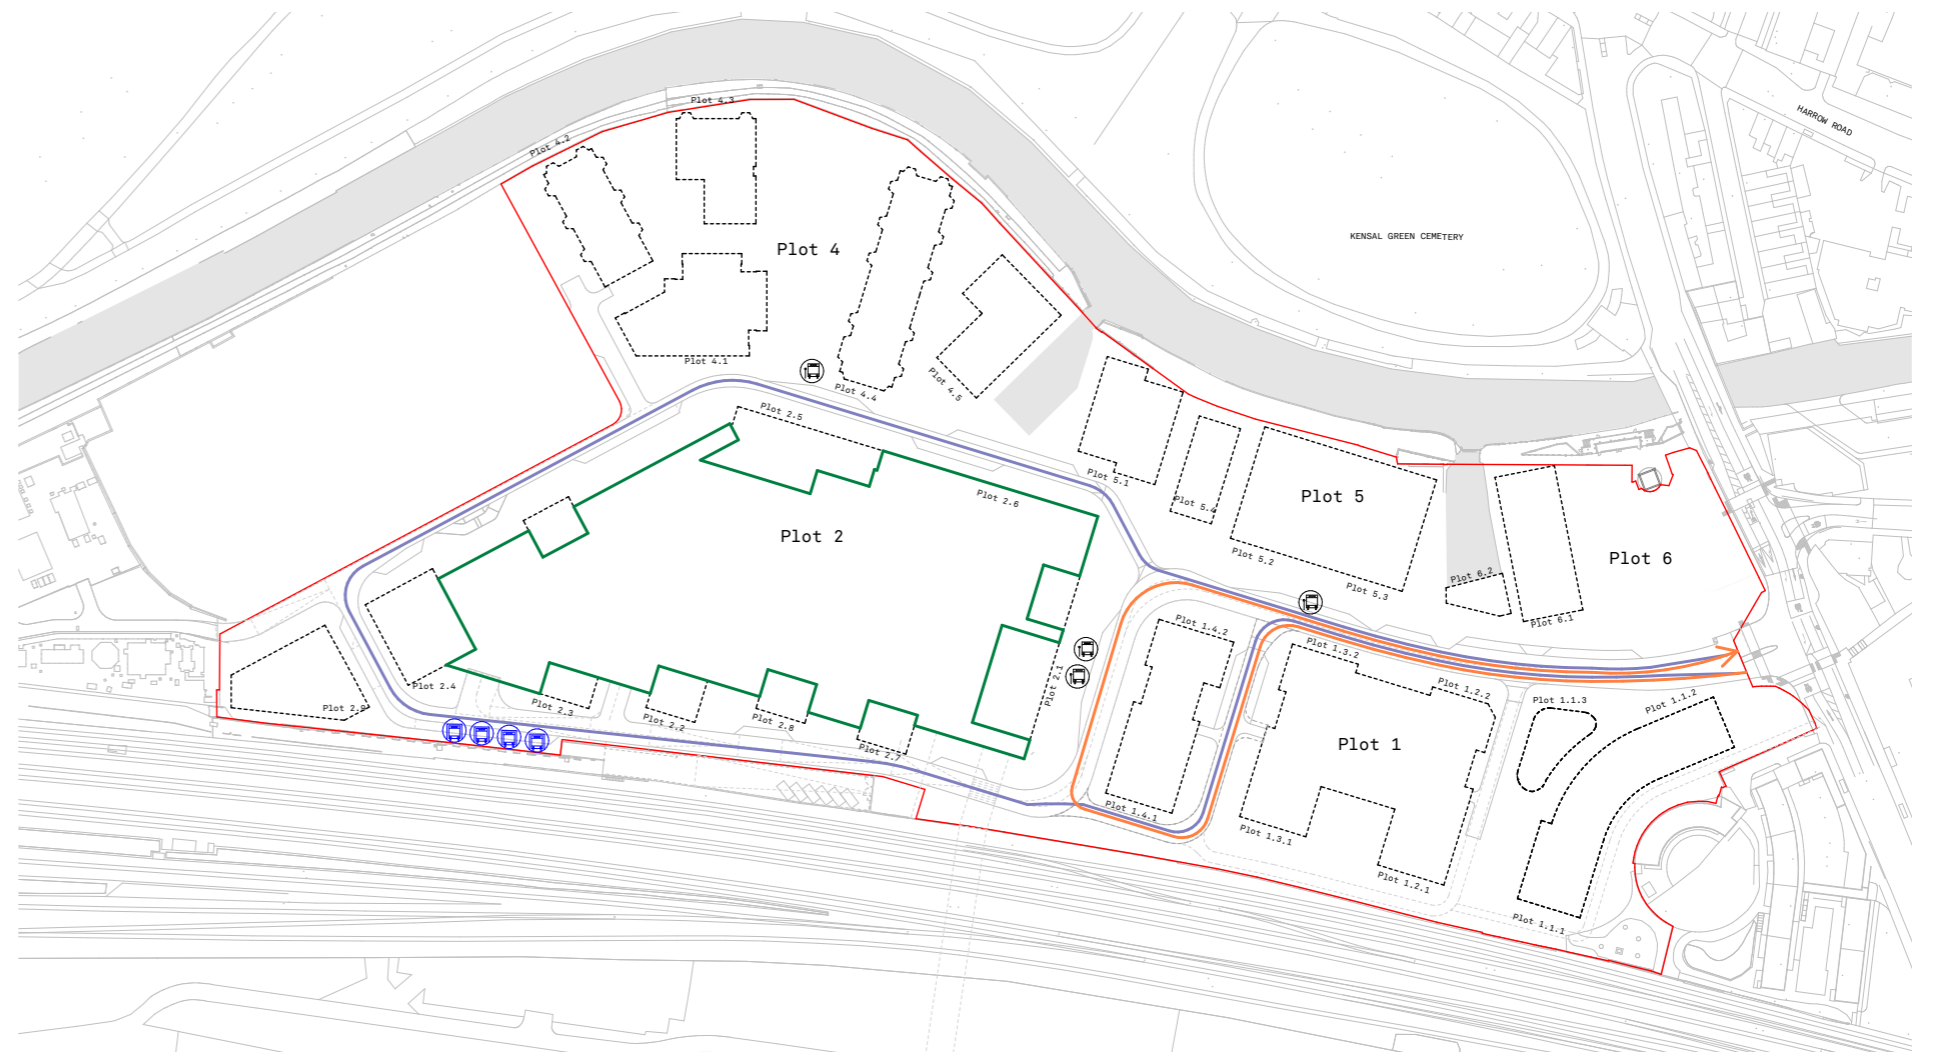 Plot 4.3
HARROW ROAD
Plot 4.2
KENSAL GREEN CEMETERY
Plot 4
Plot 4.1
Plot 4.4
Plot 4.5
Plot 2.5
Plot 5.1
Plot 2.6
Plot 5.4
Plot 5
Plot 2
Plot 5.2
Plot 6
Plot 6.2
Plot 5.3
Plot 6.1
Plot 1.4.2
Plot 1.3.2
Plot 2.1
Plot 2.4
Plot 1.2.2
Plot 1.1.3
Plot 1.1.2
Plot 2.9
Plot 2.3
Plot 2.2
Plot 2.8
Plot 2.7
Plot 1
Plot 1.4.1
Plot 1.3.1
Plot 1.2.1
Plot 1.1.1